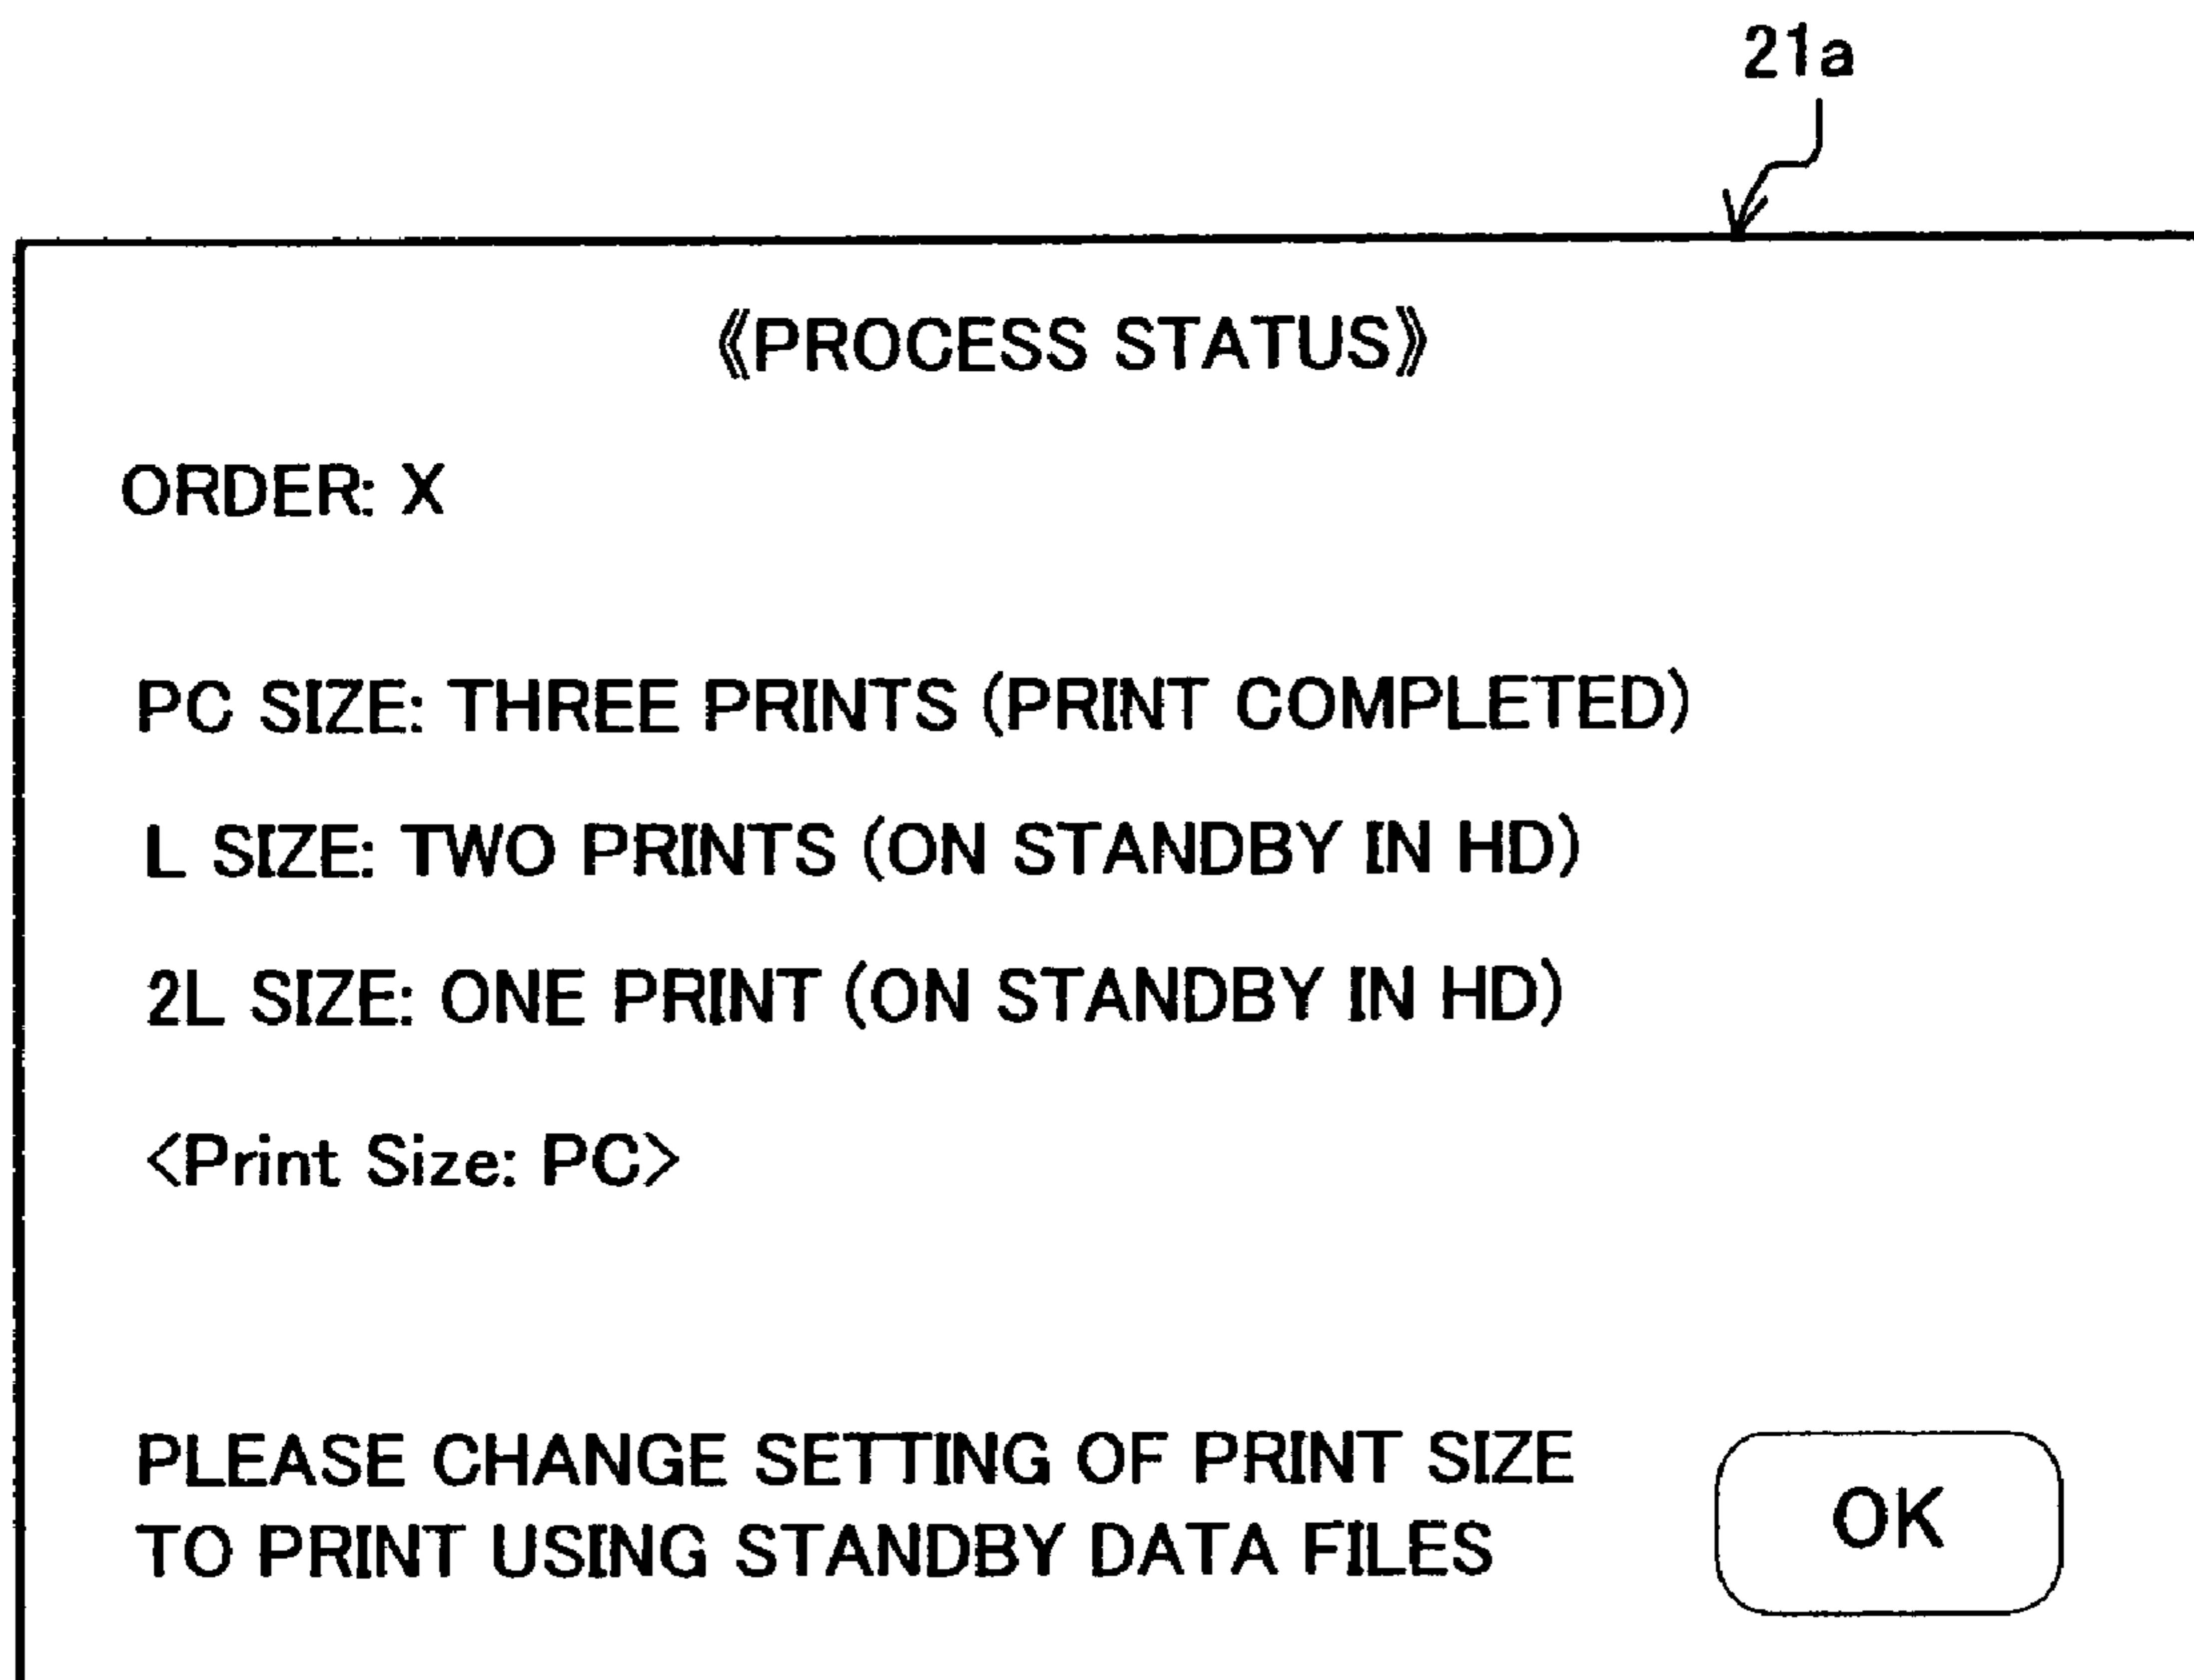 21a
《PROCESS STATUS》
ORDER: X
PC SIZE: THREE PRINTS (PRINT COMPLETED)
L SIZE: TWO PRINTS (ON STANDBY IN HD)
2L SIZE: ONE PRINT (ON STANDBY IN HD)
<Print Size: PC>
PLEASE CHANGE SETTING OF PRINT SIZE
TO PRINT USING STANDBY DATA FILES
OK